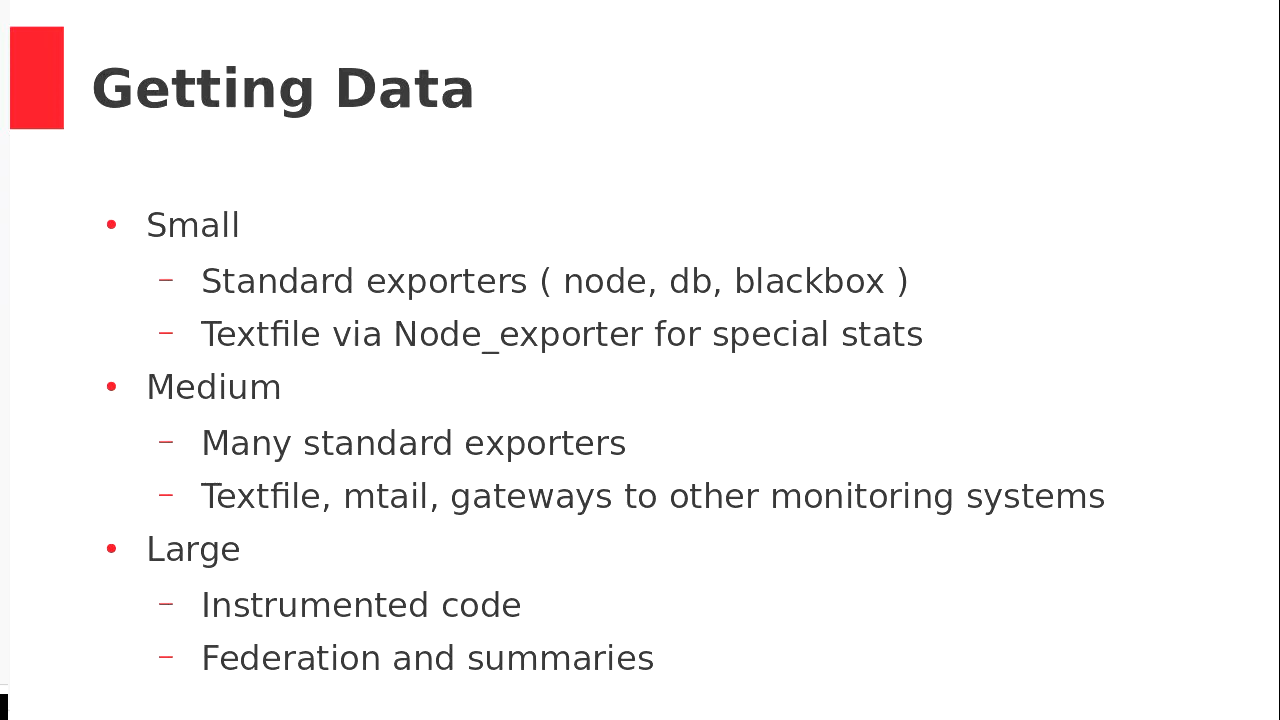 Getting Data
• Small
– Standard exporters ( node, db, blackbox )
– Textfile via Node_exporter for special stats
• Medium
– Many standard exporters
– Textfile, mtail, gateways to other monitoring systems
• Large
– Instrumented code
– Federation and summaries